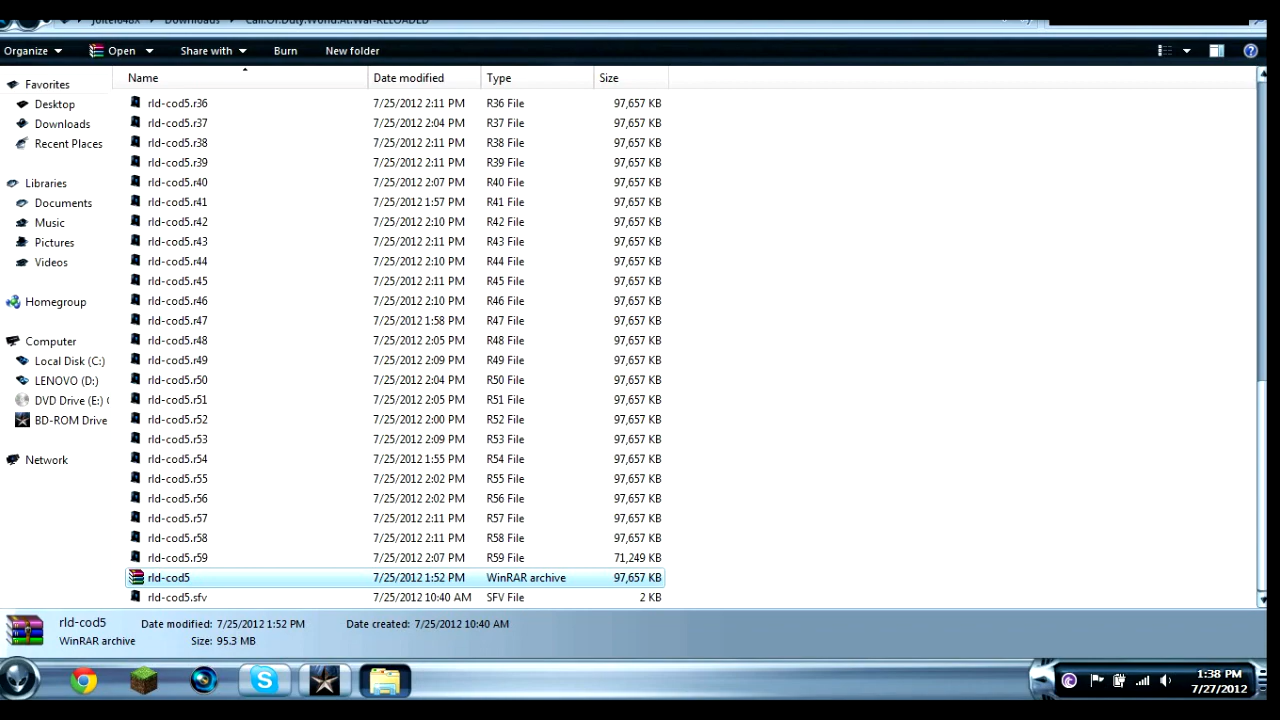 Downloads Call.Of.Duty.World.At.War-RELOADED
Organize Open Share with Burn New folder
Name Date modified Type Size
Favorites
Desktop
Downloads
Recent Places
Libraries
Documents
Music
Pictures
Videos
Homegroup
Computer
Local Disk (C:)
LENOVO (D:)
DVD Drive (E:)
BD-ROM Drive
Network
rld-cod5.r36 7/25/2012 2:11 PM R36 File 97,657 KB
rld-cod5.r37 7/25/2012 2:04 PM R37 File 97,657 KB
rld-cod5.r38 7/25/2012 2:11 PM R38 File 97,657 KB
rld-cod5.r39 7/25/2012 2:11 PM R39 File 97,657 KB
rld-cod5.r40 7/25/2012 2:07 PM R40 File 97,657 KB
rld-cod5.r41 7/25/2012 1:57 PM R41 File 97,657 KB
rld-cod5.r42 7/25/2012 2:10 PM R42 File 97,657 KB
rld-cod5.r43 7/25/2012 2:11 PM R43 File 97,657 KB
rld-cod5.r44 7/25/2012 2:10 PM R44 File 97,657 KB
rld-cod5.r45 7/25/2012 2:11 PM R45 File 97,657 KB
rld-cod5.r46 7/25/2012 2:10 PM R46 File 97,657 KB
rld-cod5.r47 7/25/2012 1:58 PM R47 File 97,657 KB
rld-cod5.r48 7/25/2012 2:05 PM R48 File 97,657 KB
rld-cod5.r49 7/25/2012 2:09 PM R49 File 97,657 KB
rld-cod5.r50 7/25/2012 2:04 PM R50 File 97,657 KB
rld-cod5.r51 7/25/2012 2:05 PM R51 File 97,657 KB
rld-cod5.r52 7/25/2012 2:00 PM R52 File 97,657 KB
rld-cod5.r53 7/25/2012 2:09 PM R53 File 97,657 KB
rld-cod5.r54 7/25/2012 1:55 PM R54 File 97,657 KB
rld-cod5.r55 7/25/2012 2:02 PM R55 File 97,657 KB
rld-cod5.r56 7/25/2012 2:02 PM R56 File 97,657 KB
rld-cod5.r57 7/25/2012 2:11 PM R57 File 97,657 KB
rld-cod5.r58 7/25/2012 2:11 PM R58 File 97,657 KB
rld-cod5.r59 7/25/2012 2:07 PM R59 File 71,249 KB
rld-cod5 7/25/2012 1:52 PM WinRAR archive 97,657 KB
rld-cod5.sfv 7/25/2012 10:40 AM SFV File 2 KB
rld-cod5 Date modified: 7/25/2012 1:52 PM Date created: 7/25/2012 10:40 AM
WinRAR archive Size: 95.3 MB
1:38 PM
7/27/2012